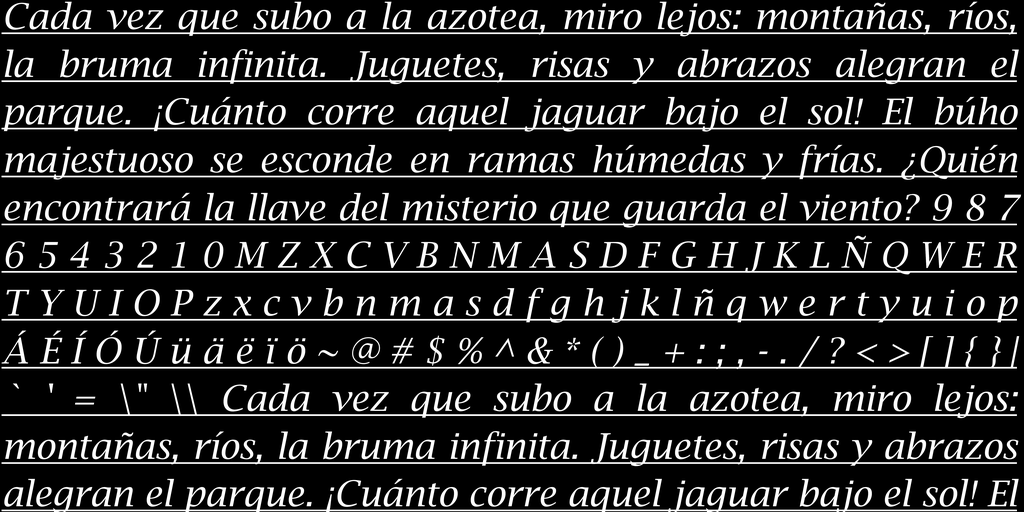 Cada vez que subo a la azotea, miro lejos: montañas, ríos,
la bruma infinita. Juguetes, risas y abrazos alegran el
parque. ¡Cuánto corre aquel jaguar bajo el sol! El búho
majestuoso se esconde en ramas húmedas y frías. ¿Quién
encontrará la llave del misterio que guarda el viento? 9 8 7
6 5 4 3 2 1 0 M Z X C V B N M A S D F G H J K L Ñ Q W E R
T Y U I O P z x c v b n m a s d f g h j k l ñ q w e r t y u i o p
Á É Í Ó Ú ü ä ë ï ö ~ @ # $ % ^ & * ( ) _ + : ; , - . / ? < > [ ] { } |
` ' = \" \\ Cada vez que subo a la azotea, miro lejos:
montañas, ríos, la bruma infinita. Juguetes, risas y abrazos
alegran el parque. ¡Cuánto corre aquel jaguar bajo el sol! El